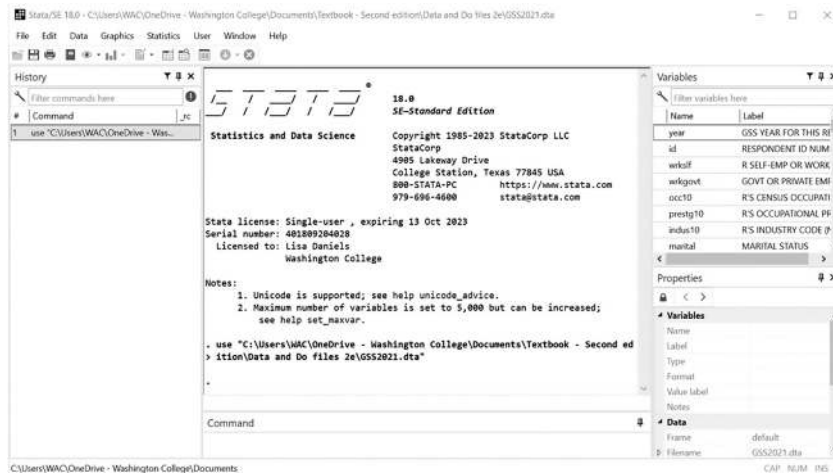 Stata/SE 18.0 - C:\Users\WAC\OneDrive - Washington College\Documents\Textbook - Second edition\Data and Do files 2e\GSS2021.dta
File Edit Data Graphics Statistics User Window Help
History
Filter commands here
# Command _rc
1 use "C:\Users\WAC\OneDrive - Was...
STATA ®
18.0
SE—Standard Edition
Statistics and Data Science
Copyright 1985-2023 StataCorp LLC
StataCorp
4905 Lakeway Drive
College Station, Texas 77845 USA
800-STATA-PC https://www.stata.com
979-696-4600 stata@stata.com
Stata license: Single-user , expiring 13 Oct 2023
Serial number: 401809204028
Licensed to: Lisa Daniels
Washington College
Notes:
1. Unicode is supported; see help unicode_advice.
2. Maximum number of variables is set to 5,000 but can be increased;
see help set_maxvar.
. use "C:\Users\WAC\OneDrive - Washington College\Documents\Textbook - Second ed
> ition\Data and Do files 2e\GSS2021.dta"
.
Command
Variables
Filter variables here
Name Label
year GSS YEAR FOR THIS RE
id RESPONDENT ID NUM
wrkslf R SELF-EMP OR WORK
wrkgovt GOVT OR PRIVATE EMP
occ10 R'S CENSUS OCCUPATI
prestg10 R'S OCCUPATIONAL PR
indus10 R'S INDUSTRY CODE (N
marital MARITAL STATUS
Properties
Variables
Name
Label
Type
Format
Value label
Notes
Data
Frame default
Filename GSS2021.dta
C:\Users\WAC\OneDrive - Washington College\Documents
CAP NUM INS